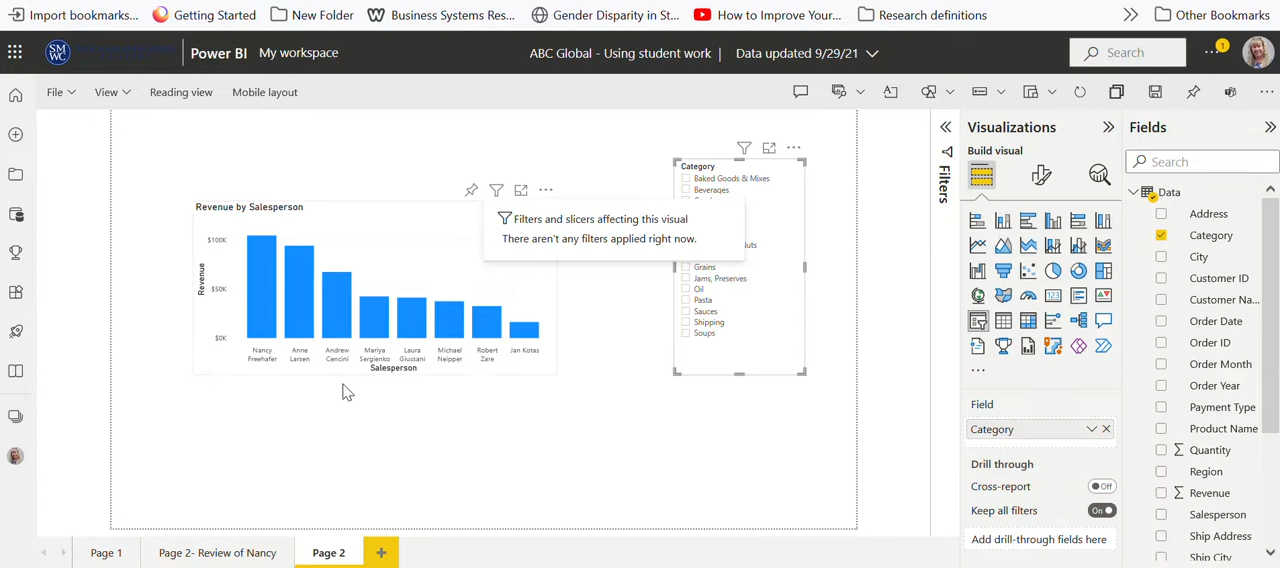 Import bookmarks...
Getting Started
New Folder
Business Systems Res...
Gender Disparity in St...
How to Improve Your...
Research definitions
Other Bookmarks
SM
WC
Power BI
My workspace
ABC Global - Using student work | Data updated 9/29/21
Search
1
File
View
Reading view
Mobile layout
Category
Baked Goods & Mixes
Beverages
Grains
Jams, Preserves
Oil
Pasta
Sauces
Shipping
Soups
Filters and slicers affecting this visual
There aren't any filters applied right now.
Revenue by Salesperson
Revenue
$100K
$50K
$0K
Nancy
Freehafer
Anne
Larsen
Andrew
Cencini
Mariya
Sergienko
Laura
Giussani
Michael
Neipper
Robert
Zare
Jan Kotas
Salesperson
Filters
Visualizations
Build visual
123
Field
Category
Drill through
Cross-report
Off
Keep all filters
On
Add drill-through fields here
Fields
Search
Data
Address
Category
City
Customer ID
Customer Na...
Order Date
Order ID
Order Month
Order Year
Payment Type
Product Name
Quantity
Region
Revenue
Salesperson
Ship Address
Ship City
Page 1
Page 2- Review of Nancy
Page 2